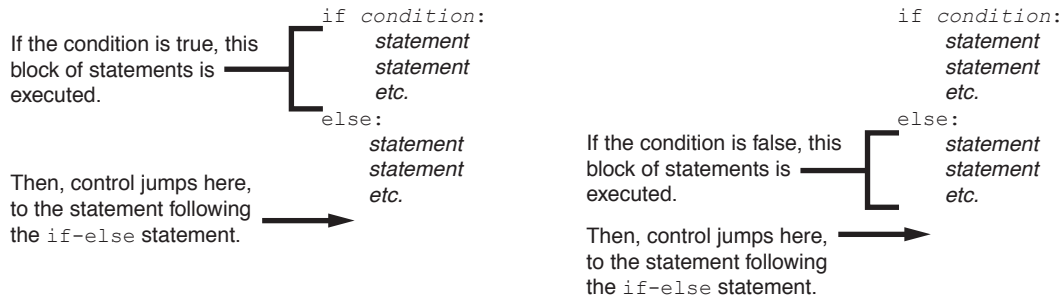 if condition:
If the condition is true, this
block of statements is
executed.
statement
statement
etc.
else:
statement
statement
etc.
Then, control jumps here,
to the statement following
the if-else statement.
if condition:
statement
statement
etc.
else:
If the condition is false, this
block of statements is
executed.
statement
statement
etc.
Then, control jumps here,
to the statement following
the if-else statement.